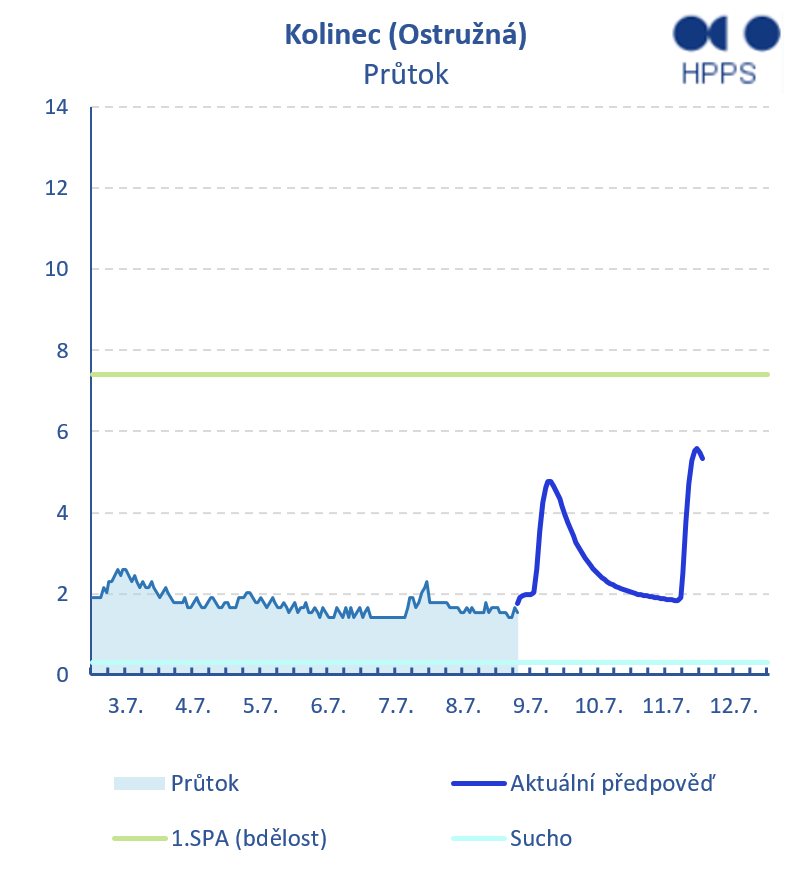 Kolinec (Ostružná)
Průtok
HPPS
14
12
10
8
6
4
2
0
3.7. 4.7. 5.7. 6.7. 7.7. 8.7. 9.7. 10.7. 11.7. 12.7.
Průtok Aktuální předpověď
1.SPA (bdělost) Sucho